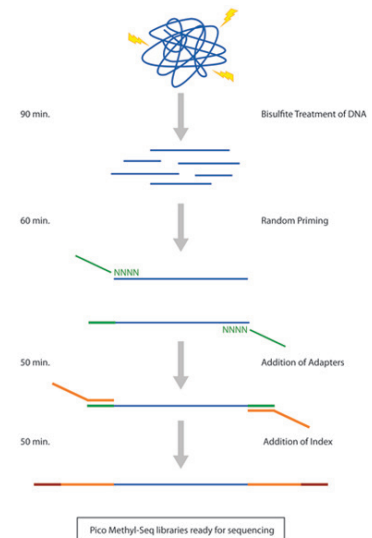 90 min.
Bisulfite Treatment of DNA
60 min.
Random Priming
NNNN
NNNN
50 min.
Addition of Adapters
50 min.
Addition of Index
Pico Methyl-Seq libraries ready for sequencing